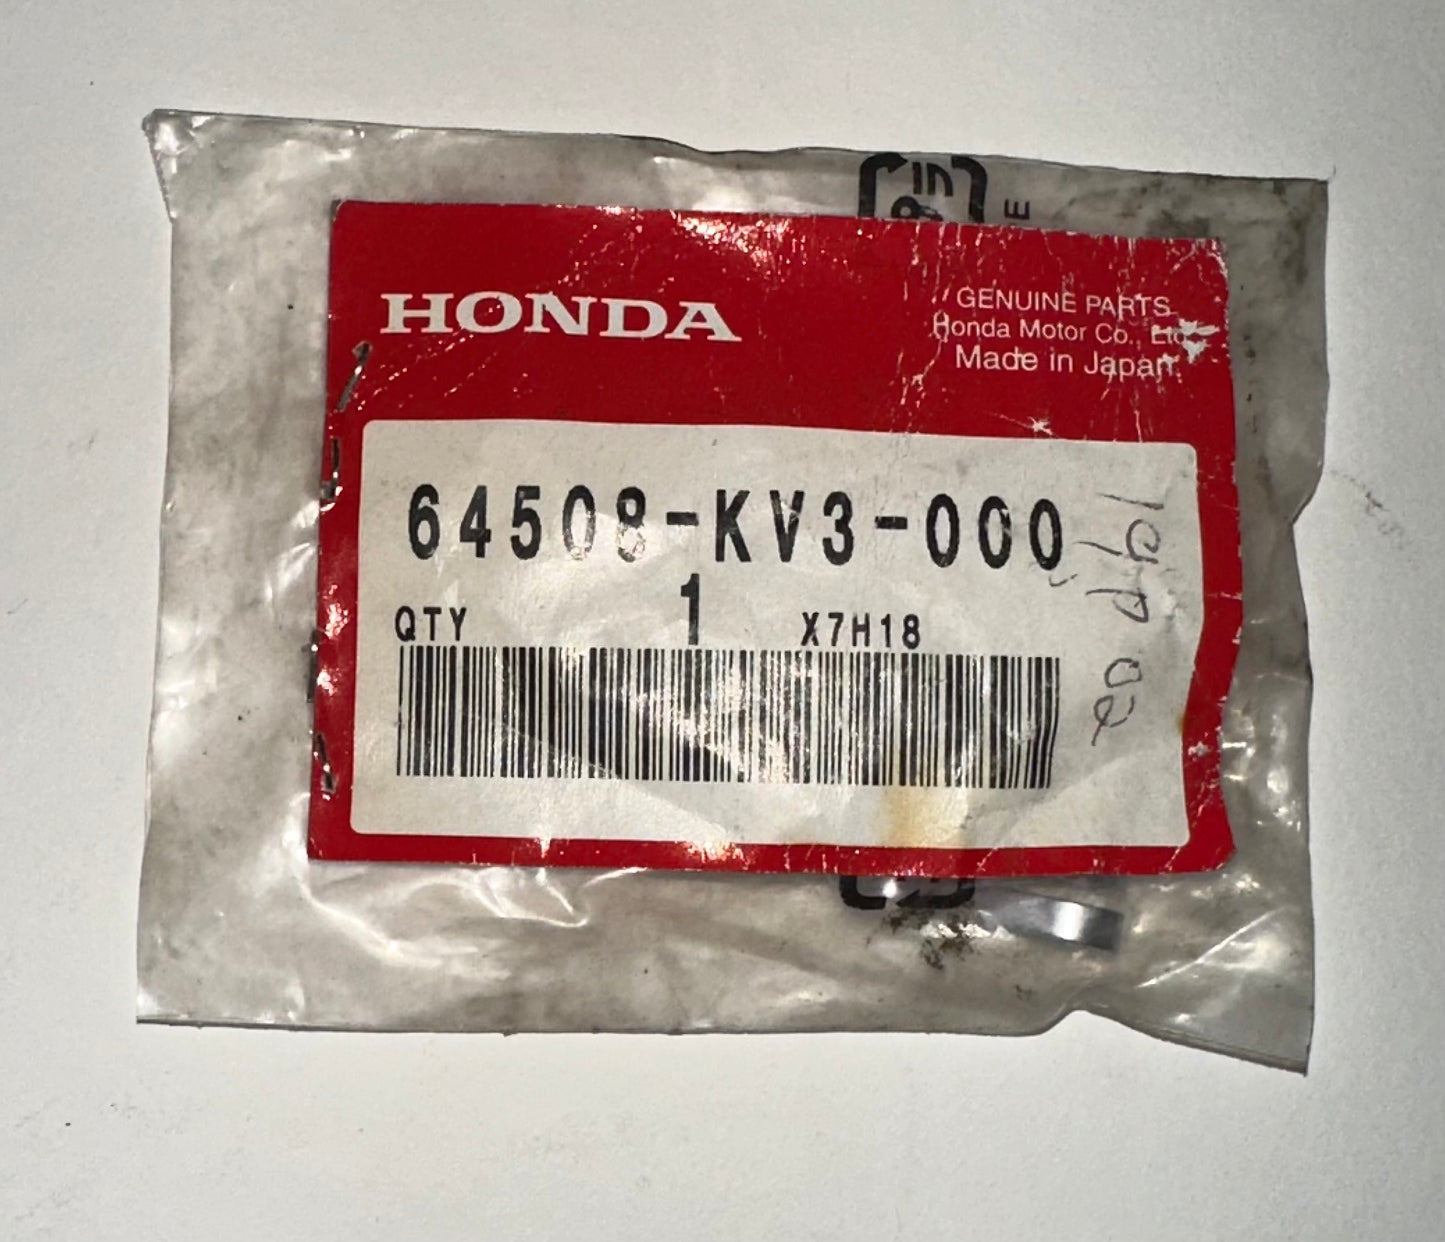 HONDA
GENUINE PARTS
Honda Motor Co., Ltd.
Made in Japan
64508-KV3-000
1
QTY X7H18